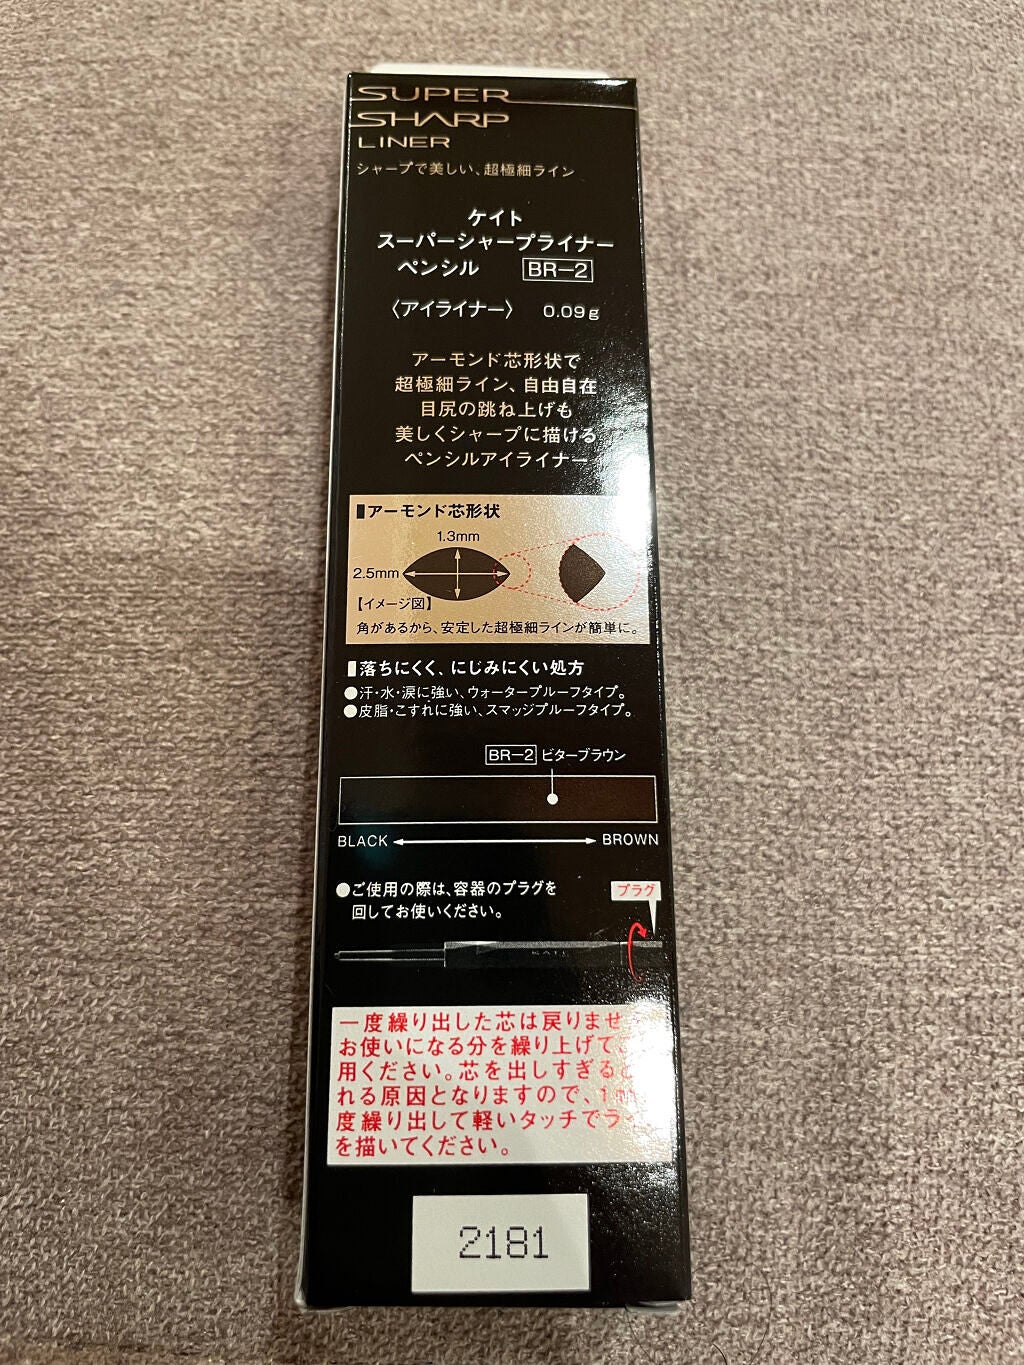 SUPER
SHARP
LINER
シャープで美しい、超極細ライン
ケイト
スーパーシャープライナー
ペンシル BR-2
〈アイライナー〉 0.09g
アーモンド芯形状で
超極細ライン、自由自在
目尻の跳ね上げも
美しくシャープに描ける
ペンシルアイライナー
アーモンド芯形状
1.3mm
2.5mm
【イメージ図】
角があるから、安定した超極細ラインが簡単に。
落ちにくく、にじみにくい処方
●汗・水・涙に強い、ウォータープルーフタイプ。
●皮脂・こすれに強い、スマッジプルーフタイプ。
BR-2 ビターブラウン
BLACK BROWN
●ご使用の際は、容器のプラグを
回してお使いください。
プラグ
KATE
一度繰り出した芯は戻りませ
お使いになる分を繰り上げて
用ください。芯を出しすぎると
れる原因となりますので、1mm
度繰り出して軽いタッチでラ
を描いてください。
2181